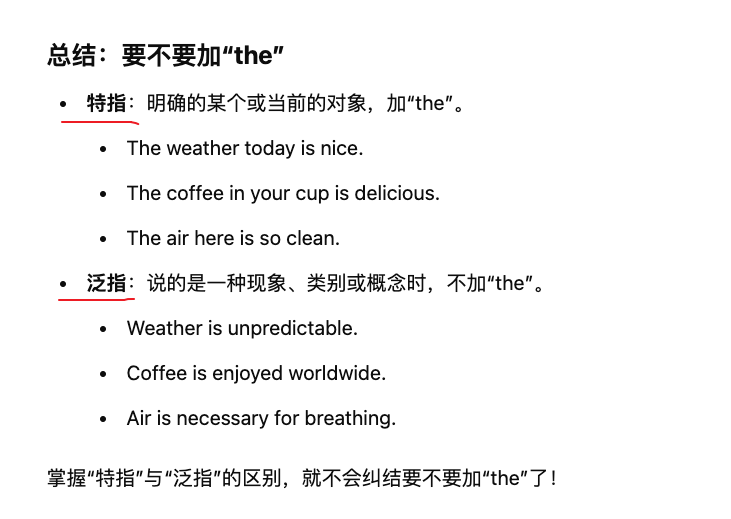 总结：要不要加“the”
• 特指：明确的某个或当前的对象，加“the”。
• The weather today is nice.
• The coffee in your cup is delicious.
• The air here is so clean.
• 泛指：说的是一种现象、类别或概念时，不加“the”。
• Weather is unpredictable.
• Coffee is enjoyed worldwide.
• Air is necessary for breathing.
掌握“特指”与“泛指”的区别，就不会纠结要不要加“the”了！